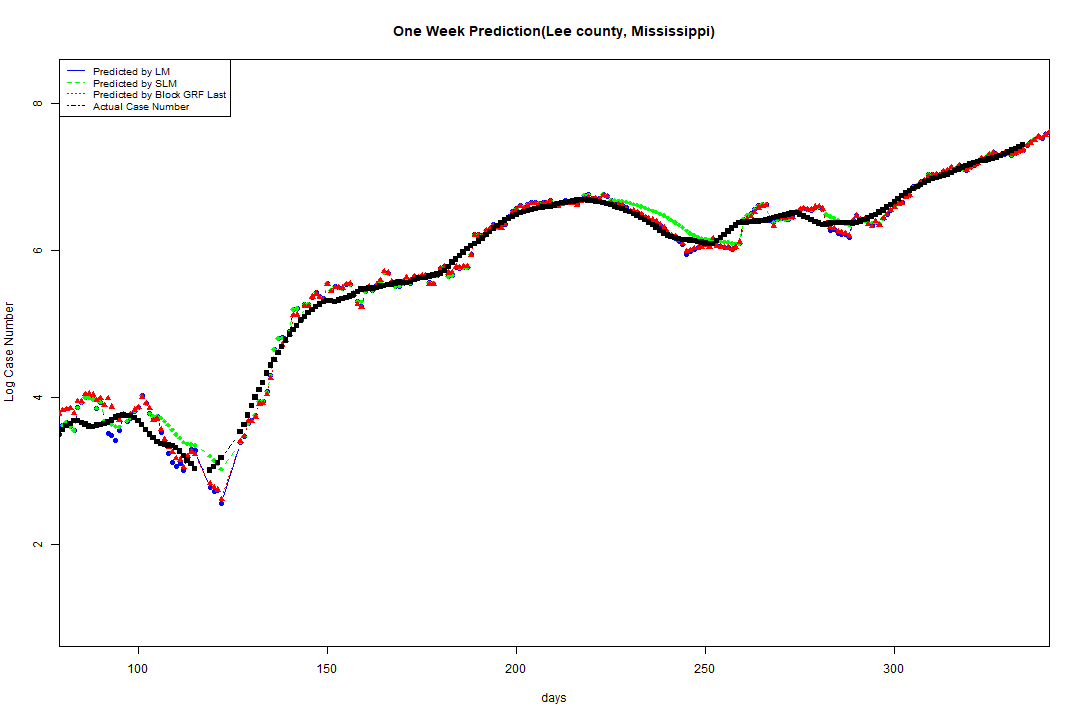 One Week Prediction(Lee county, Mississippi)
Predicted by LM
Predicted by SLM
Predicted by Block GRF Last
Actual Case Number
8
6
4
2
Log Case Number
100 150 200 250 300
days